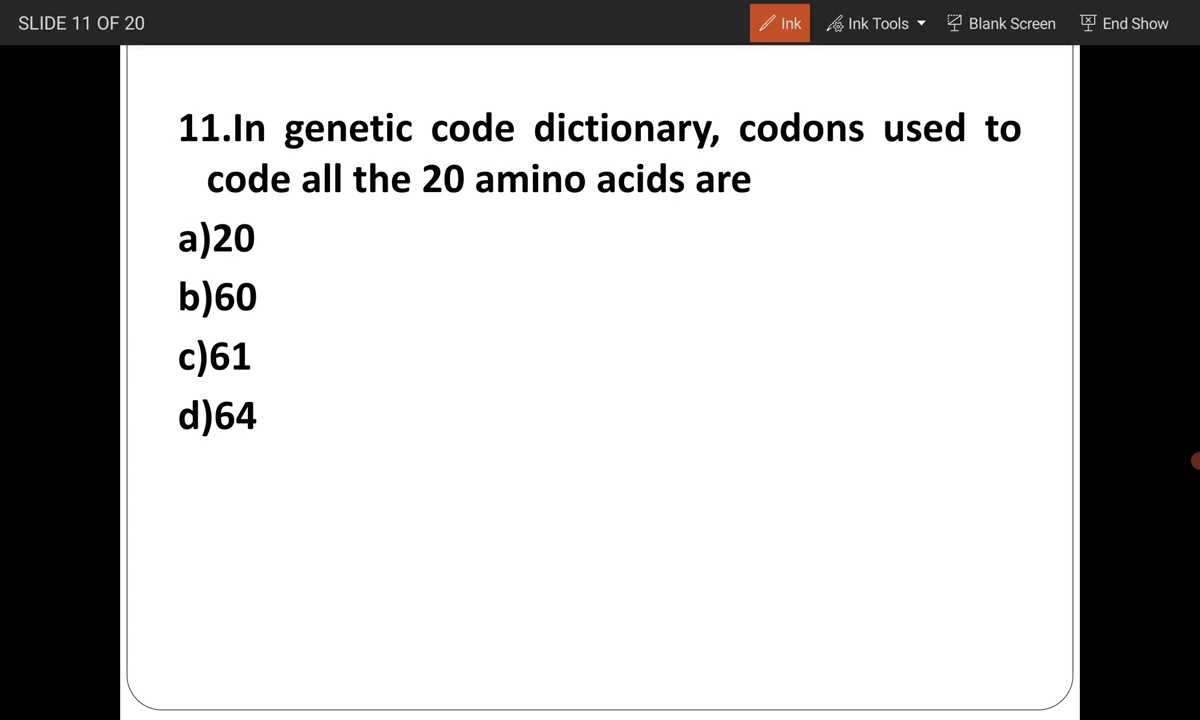 SLIDE 11 OF 20
Ink
Ink Tools
Blank Screen
End Show
11.In genetic code dictionary, codons used to
code all the 20 amino acids are
a)20
b)60
c)61
d)64